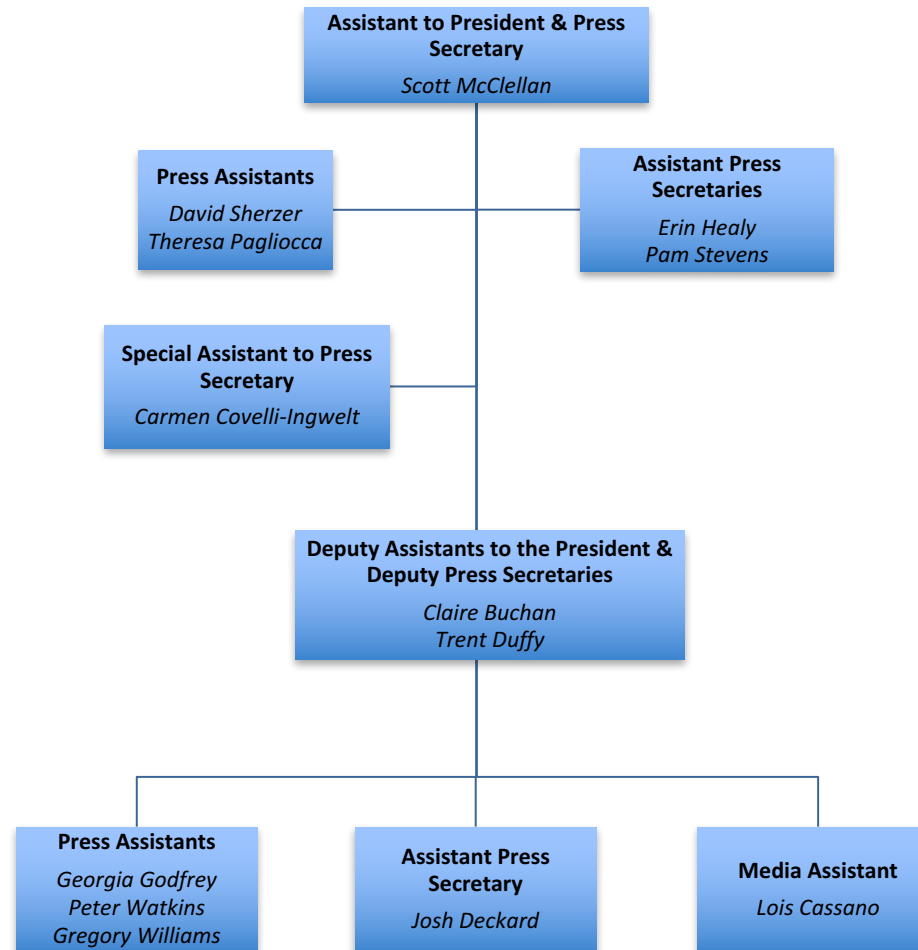 Assistant to President & Press
Secretary
Scott McClellan
Press Assistants
David Sherzer
Theresa Pagliocca
Assistant Press
Secretaries
Erin Healy
Pam Stevens
Special Assistant to Press
Secretary
Carmen Covelli-Ingwelt
Deputy Assistants to the President &
Deputy Press Secretaries
Claire Buchan
Trent Duffy
Press Assistants
Georgia Godfrey
Peter Watkins
Gregory Williams
Assistant Press
Secretary
Josh Deckard
Media Assistant
Lois Cassano